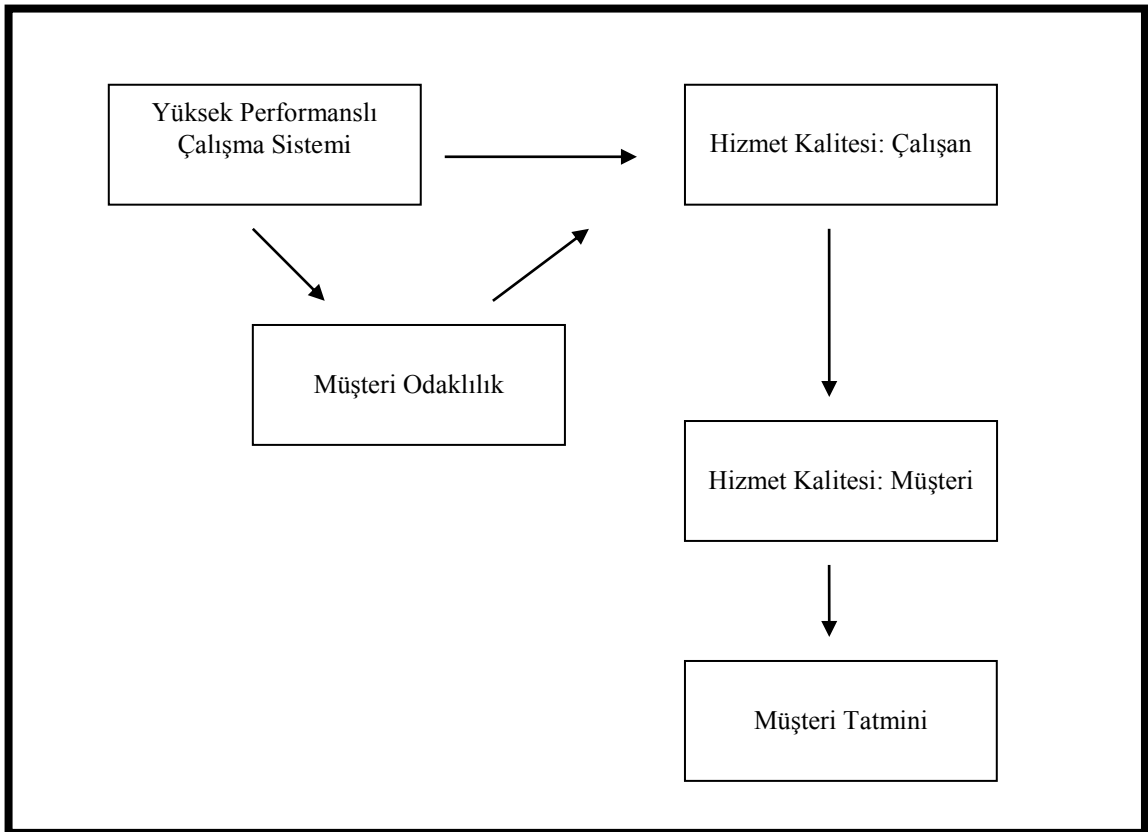 Yüksek Performanslı
Çalışma Sistemi
Hizmet Kalitesi: Çalışan
Müşteri Odaklılık
Hizmet Kalitesi: Müşteri
Müşteri Tatmini